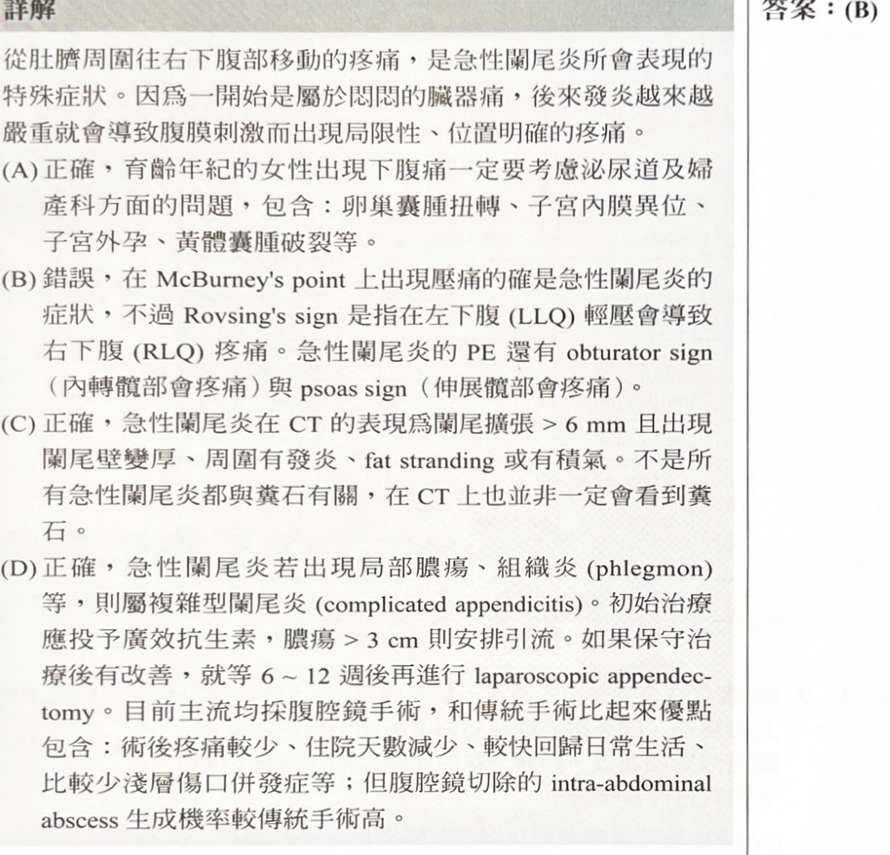 詳解
答案：(B)
從肚臍周圍往右下腹部移動的疼痛，是急性闌尾炎所會表現的
特殊症狀。因為一開始是屬於悶悶的臟器痛，後來發炎越來越
嚴重就會導致腹膜刺激而出現局限性、位置明確的疼痛。
(A) 正確，育齡年紀的女性出現下腹痛一定要考慮泌尿道及婦
產科方面的問題，包含：卵巢囊腫扭轉、子宮內膜異位、
子宮外孕、黃體囊腫破裂等。
(B) 錯誤，在 McBurney's point 上出現壓痛的確是急性闌尾炎的
症狀，不過 Rovsing's sign 是指在左下腹 (LLQ) 輕壓會導致
右下腹 (RLQ) 疼痛。急性闌尾炎的 PE 還有 obturator sign
（內轉髖部會疼痛）與 psoas sign（伸展髖部會疼痛）。
(C) 正確，急性闌尾炎在 CT 的表現為闌尾擴張 > 6 mm 且出現
闌尾壁變厚、周圍有發炎、fat stranding 或有積氣。不是所
有急性闌尾炎都與糞石有關，在 CT 上也並非一定會看到糞
石。
(D) 正確，急性闌尾炎若出現局部膿瘍、組織炎 (phlegmon)
等，則屬複雜型闌尾炎 (complicated appendicitis)。初始治療
應投予廣效抗生素，膿瘍 > 3 cm 則安排引流。如果保守治
療後有改善，就等 6 ~ 12 週後再進行 laparoscopic appendec-
tomy。目前主流均採腹腔鏡手術，和傳統手術比起來優點
包含：術後疼痛較少、住院天數減少、較快回歸日常生活、
比較少淺層傷口併發症等；但腹腔鏡切除的 intra-abdominal
abscess 生成機率較傳統手術高。